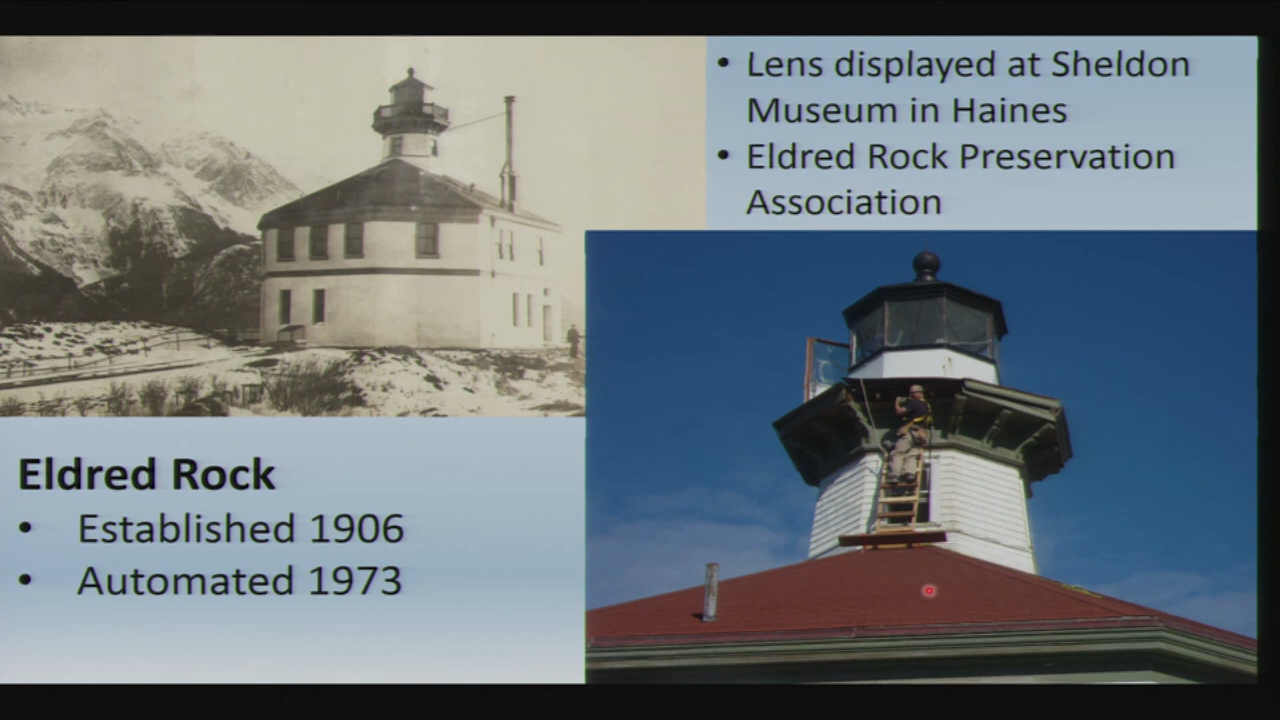 • Lens displayed at Sheldon
Museum in Haines
• Eldred Rock Preservation
Association
Eldred Rock
• Established 1906
• Automated 1973